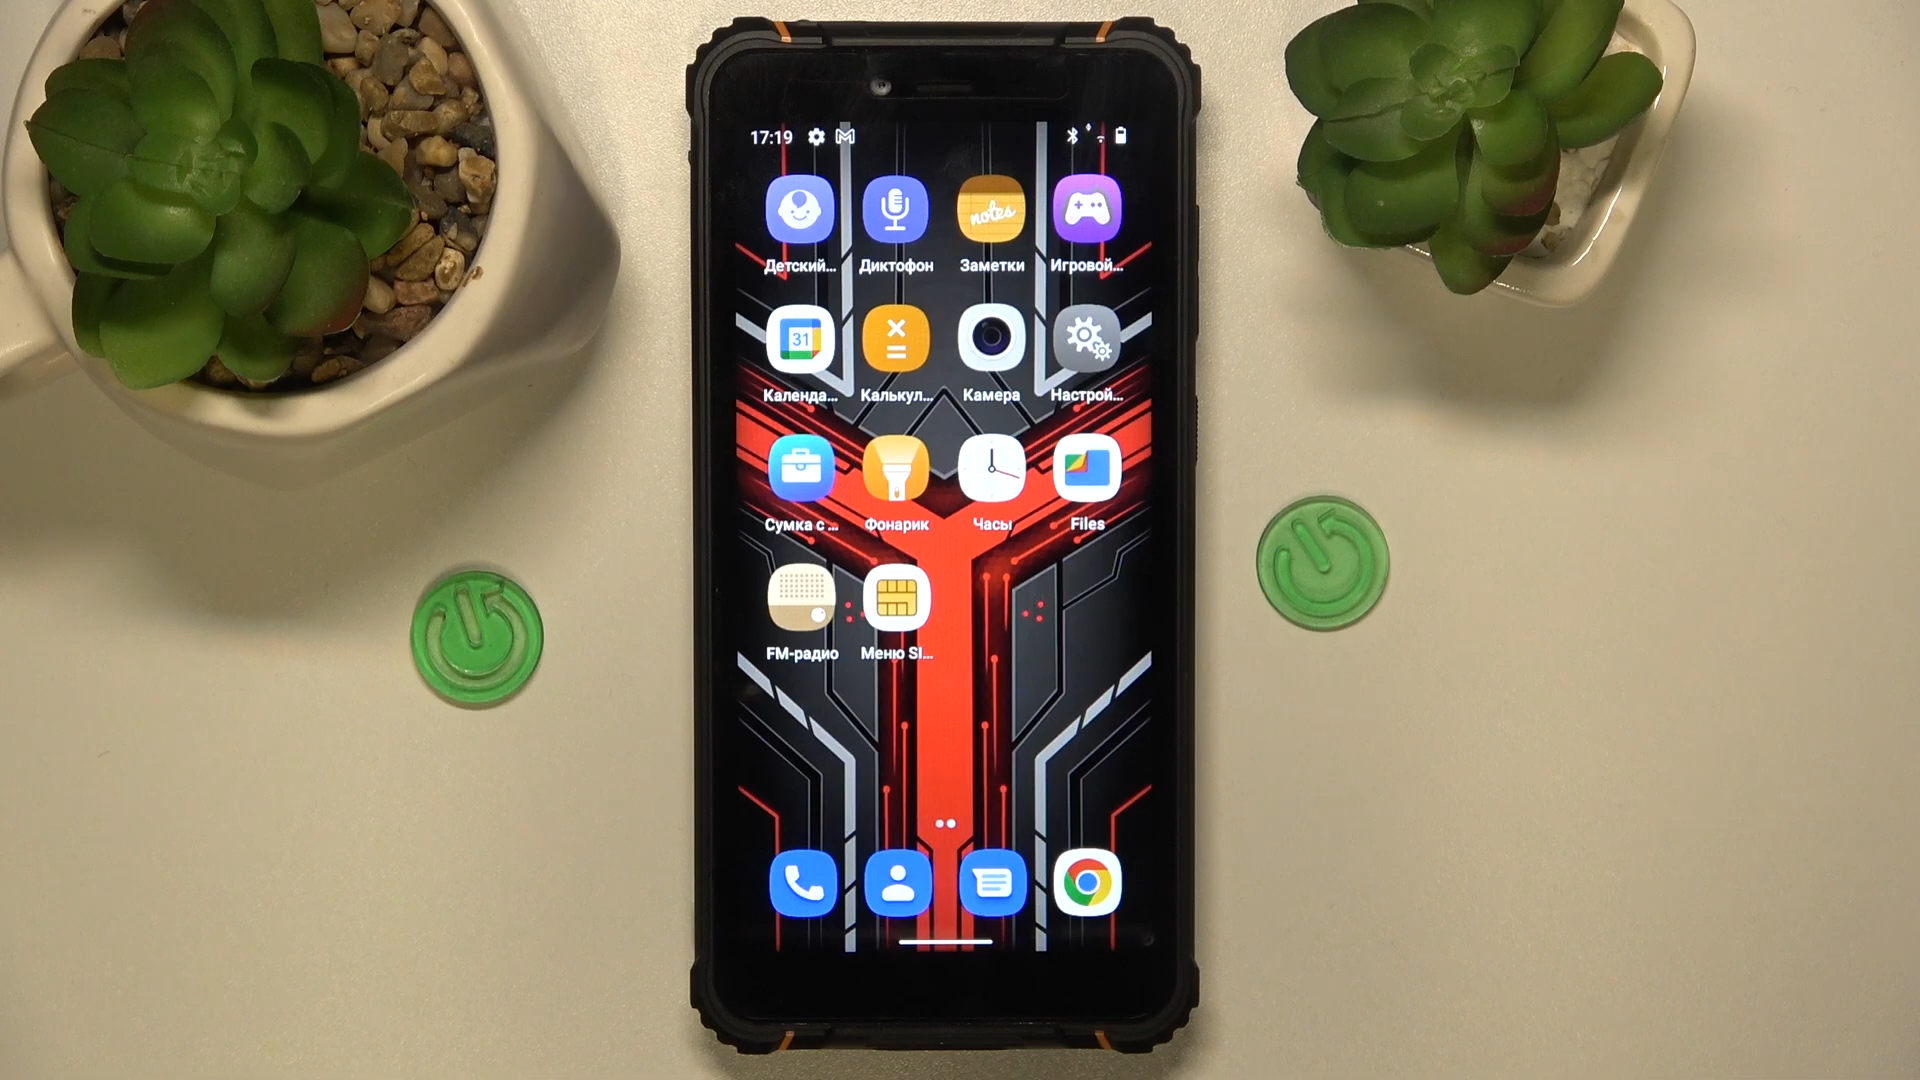 17:19
notes
Детский... Диктофон Заметки Игровой...
31
Календа... Калькул... Камера Настрой...
Сумка с ... Фонарик Часы Files
FM-радио Меню SI...